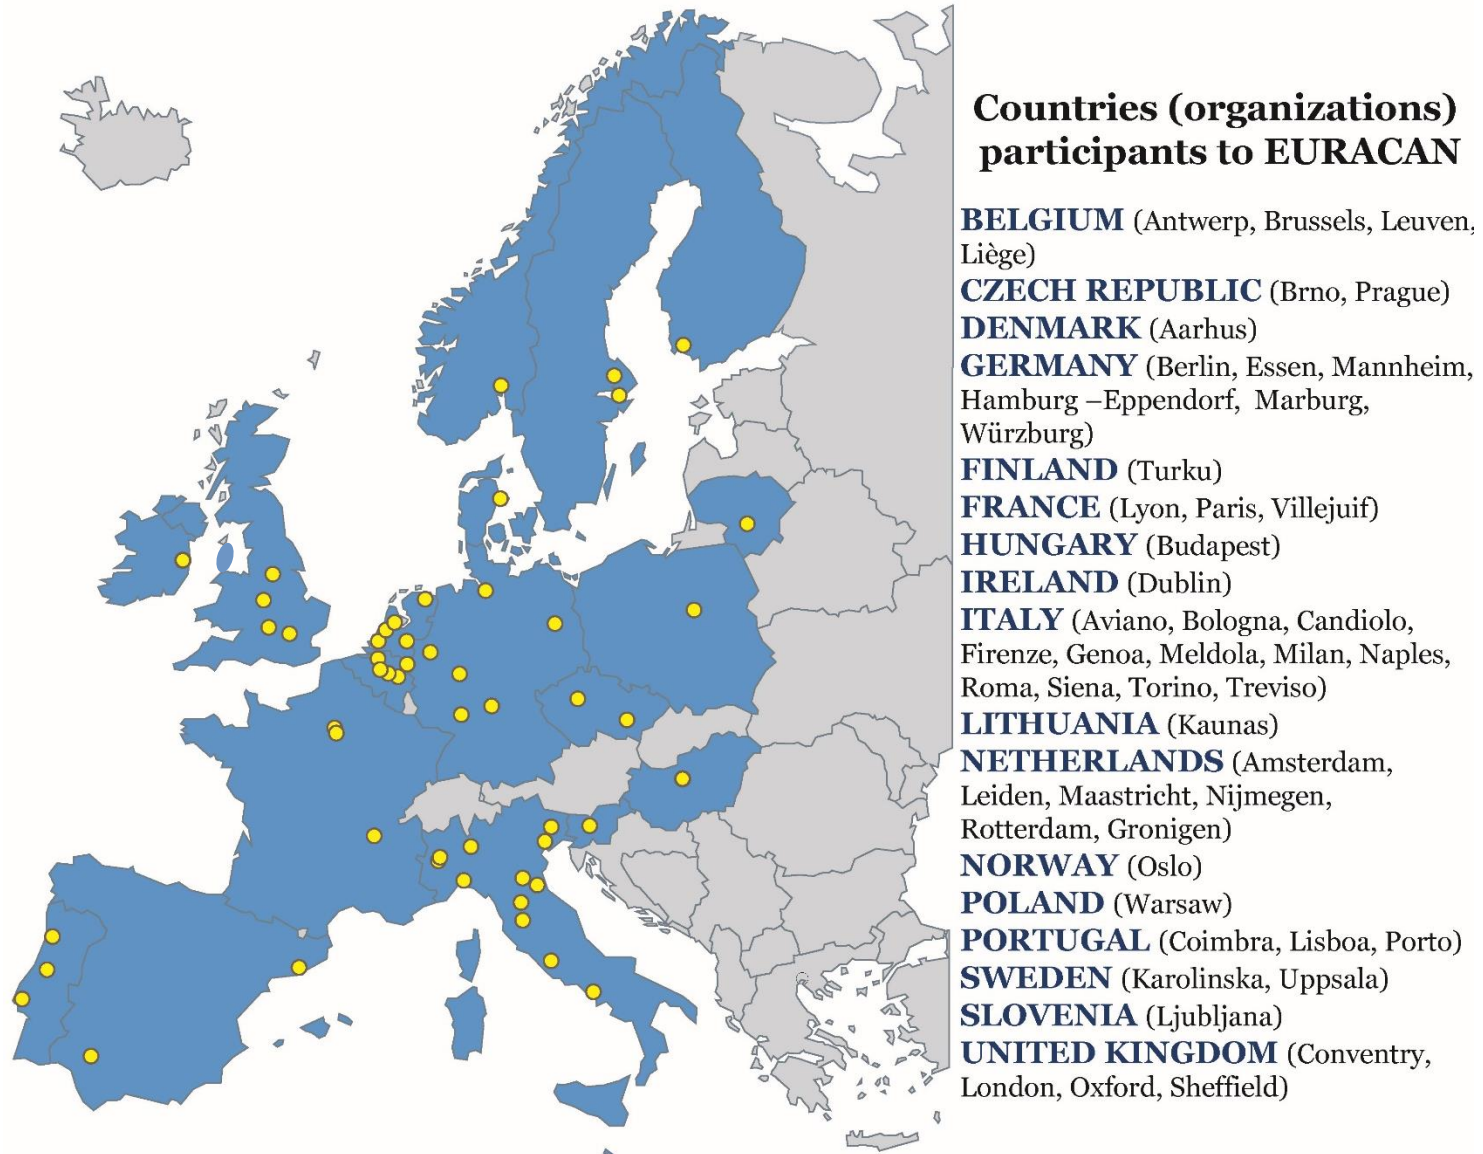 Countries (organizations)
participants to EURACAN
BELGIUM (Antwerp, Brussels, Leuven,
Liège)
CZECH REPUBLIC (Brno, Prague)
DENMARK (Aarhus)
GERMANY (Berlin, Essen, Mannheim,
Hamburg –Eppendorf, Marburg,
Würzburg)
FINLAND (Turku)
FRANCE (Lyon, Paris, Villejuif)
HUNGARY (Budapest)
IRELAND (Dublin)
ITALY (Aviano, Bologna, Candiolo,
Firenze, Genoa, Meldola, Milan, Naples,
Roma, Siena, Torino, Treviso)
LITHUANIA (Kaunas)
NETHERLANDS (Amsterdam,
Leiden, Maastricht, Nijmegen,
Rotterdam, Gronigen)
NORWAY (Oslo)
POLAND (Warsaw)
PORTUGAL (Coimbra, Lisboa, Porto)
SWEDEN (Karolinska, Uppsala)
SLOVENIA (Ljubljana)
UNITED KINGDOM (Conventry,
London, Oxford, Sheffield)